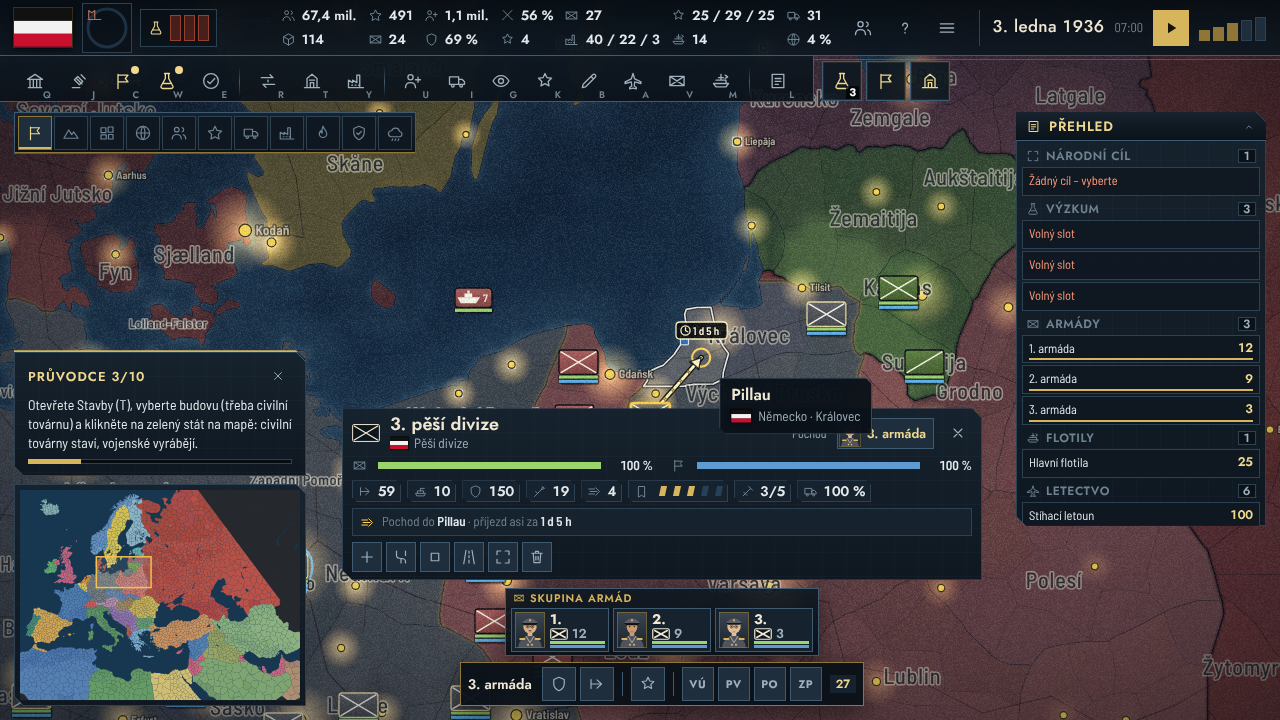 67,4 mil.
491
1,1 mil.
56 %
27
25 / 29 / 25
31
114
24
69 %
4
40 / 22 / 3
14
4 %
3. ledna 1936
07:00
Q
J
C
W
E
R
T
Y
U
I
G
K
B
A
V
M
L
3
Zemgale
Latgale
Liepāja
Skåne
Aarhus
Jižní Jutsko
Kodaň
Sjælland
Fyn
Lolland-Falster
Žemaitija
Tilsit
7
1d5h
Královec
Gdaňsk
Grodno
PŘEHLED
NÁRODNÍ CÍL
1
Žádný cíl – vyberte
VÝZKUM
3
Volný slot
Volný slot
Volný slot
ARMÁDY
3
1. armáda
12
2. armáda
9
3. armáda
3
FLOTILY
1
Hlavní flotila
25
LETECTVO
6
Stíhací letoun
100
PRŮVODCE 3/10
Otevřete Stavby (T), vyberte budovu (třeba civilní
továrnu) a klikněte na zelený stát na mapě: civilní
továrny staví, vojenské vyrábějí.
Pillau
Německo · Královec
3. pěší divize
Pěší divize
Pochod
3. armáda
100 %
100 %
59
10
150
19
4
3/5
100 %
Pochod do Pillau · příjezd asi za 1 d 5 h
Varšava
SKUPINA ARMÁD
1.
12
2.
9
3.
3
3. armáda
VÚ
PV
PO
ZP
27
Polesí
Lublin
Žytomyr
Vratislav